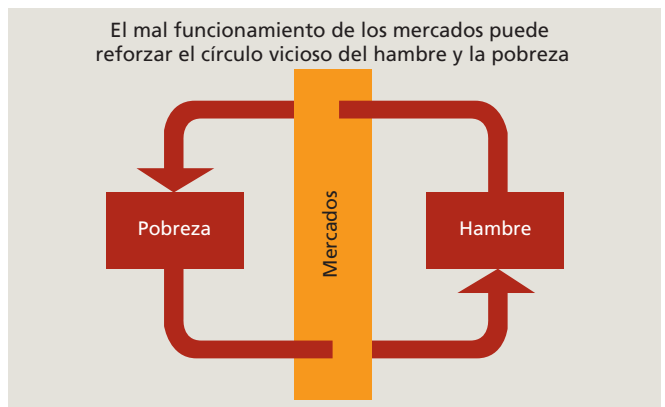 El mal funcionamiento de los mercados puede
reforzar el círculo vicioso del hambre y la pobreza
Pobreza
Mercados
Hambre